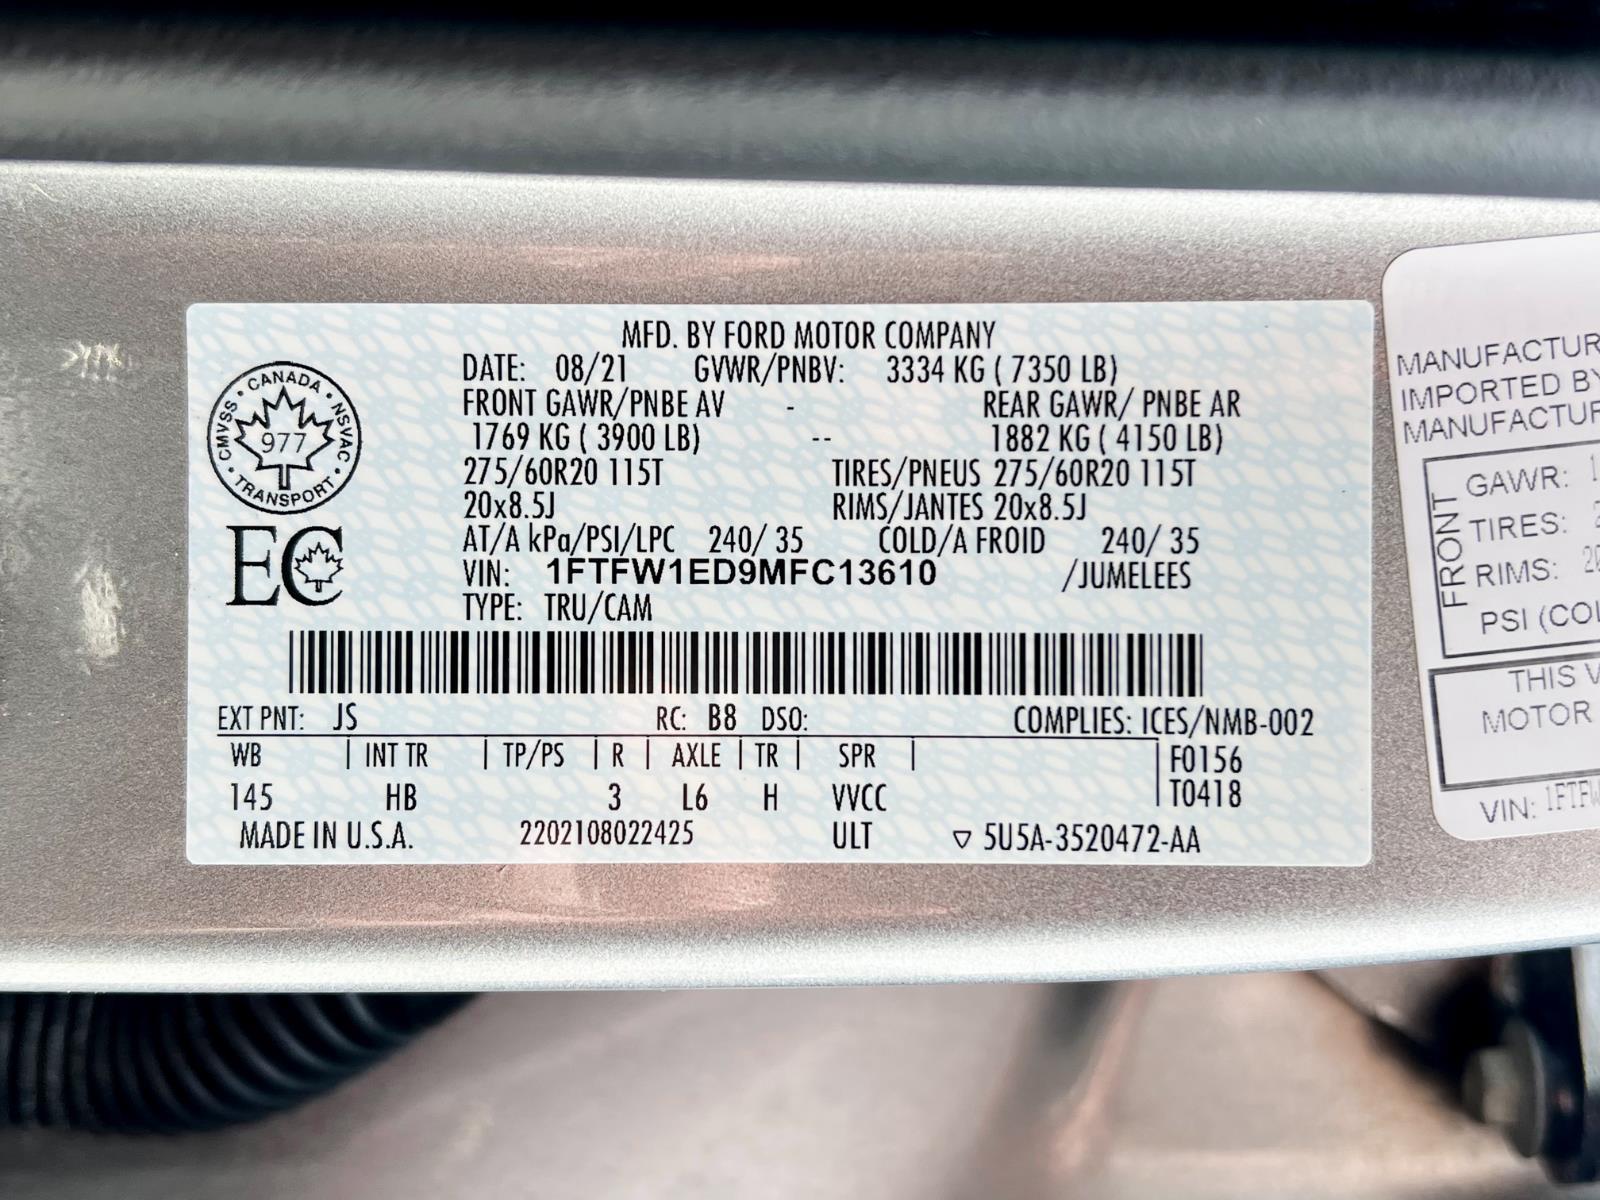 MFD. BY FORD MOTOR COMPANY
DATE: 08/21 GVWR/PNBV: 3334 KG ( 7350 LB)
FRONT GAWR/PNBE AV - REAR GAWR/ PNBE AR
1769 KG ( 3900 LB) -- 1882 KG ( 4150 LB)
275/60R20 115T TIRES/PNEUS 275/60R20 115T
20x8.5J RIMS/JANTES 20x8.5J
AT/A kPa/PSI/LPC 240/ 35 COLD/A FROID 240/ 35
VIN: 1FTFW1ED9MFC13610 /JUMELEES
TYPE: TRU/CAM
CANADA · NSVAC · TRANSPORT · CMVSS ·
977
EC
EXT PNT: JS RC: B8 DSO: COMPLIES: ICES/NMB-002
WB | INT TR | TP/PS | R | AXLE | TR | SPR | | F0156
145 HB 3 L6 H VVCC | T0418
MADE IN U.S.A. 2202108022425 ULT ▽ 5U5A-3520472-AA
MANUFACTUR
IMPORTED BY
MANUFACTUR
FRONT
GAWR: 1
TIRES: 2
RIMS: 20
PSI (COL
THIS V
MOTOR
VIN: 1FTFW